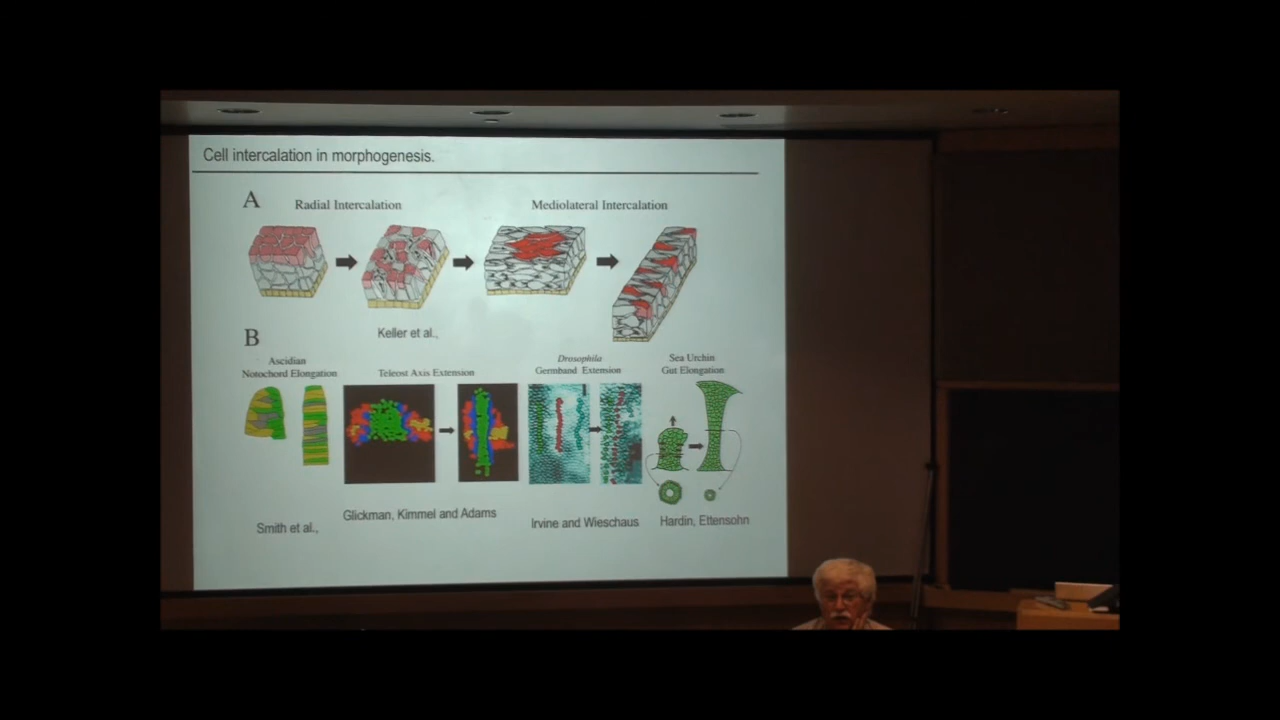 Cell intercalation in morphogenesis.
A
Radial Intercalation
Mediolateral Intercalation
Keller et al.,
B
Ascidian
Notochord Elongation
Teleost Axis Extension
Drosophila
Germband Extension
Sea Urchin
Gut Elongation
Smith et al.,
Glickman, Kimmel and Adams
Irvine and Wieschaus
Hardin, Ettensohn